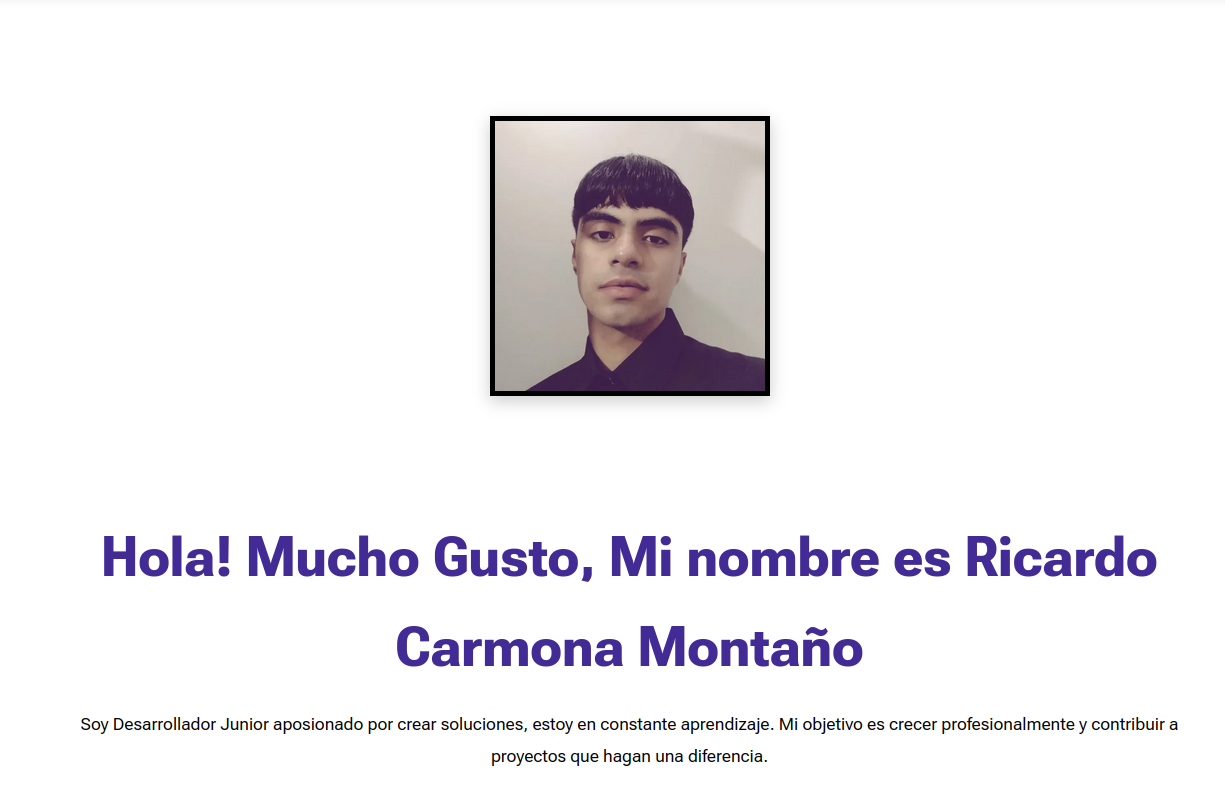 Hola! Mucho Gusto, Mi nombre es Ricardo
Carmona Montaño
Soy Desarrollador Junior aposionado por crear soluciones, estoy en constante aprendizaje. Mi objetivo es crecer profesionalmente y contribuir a
proyectos que hagan una diferencia.